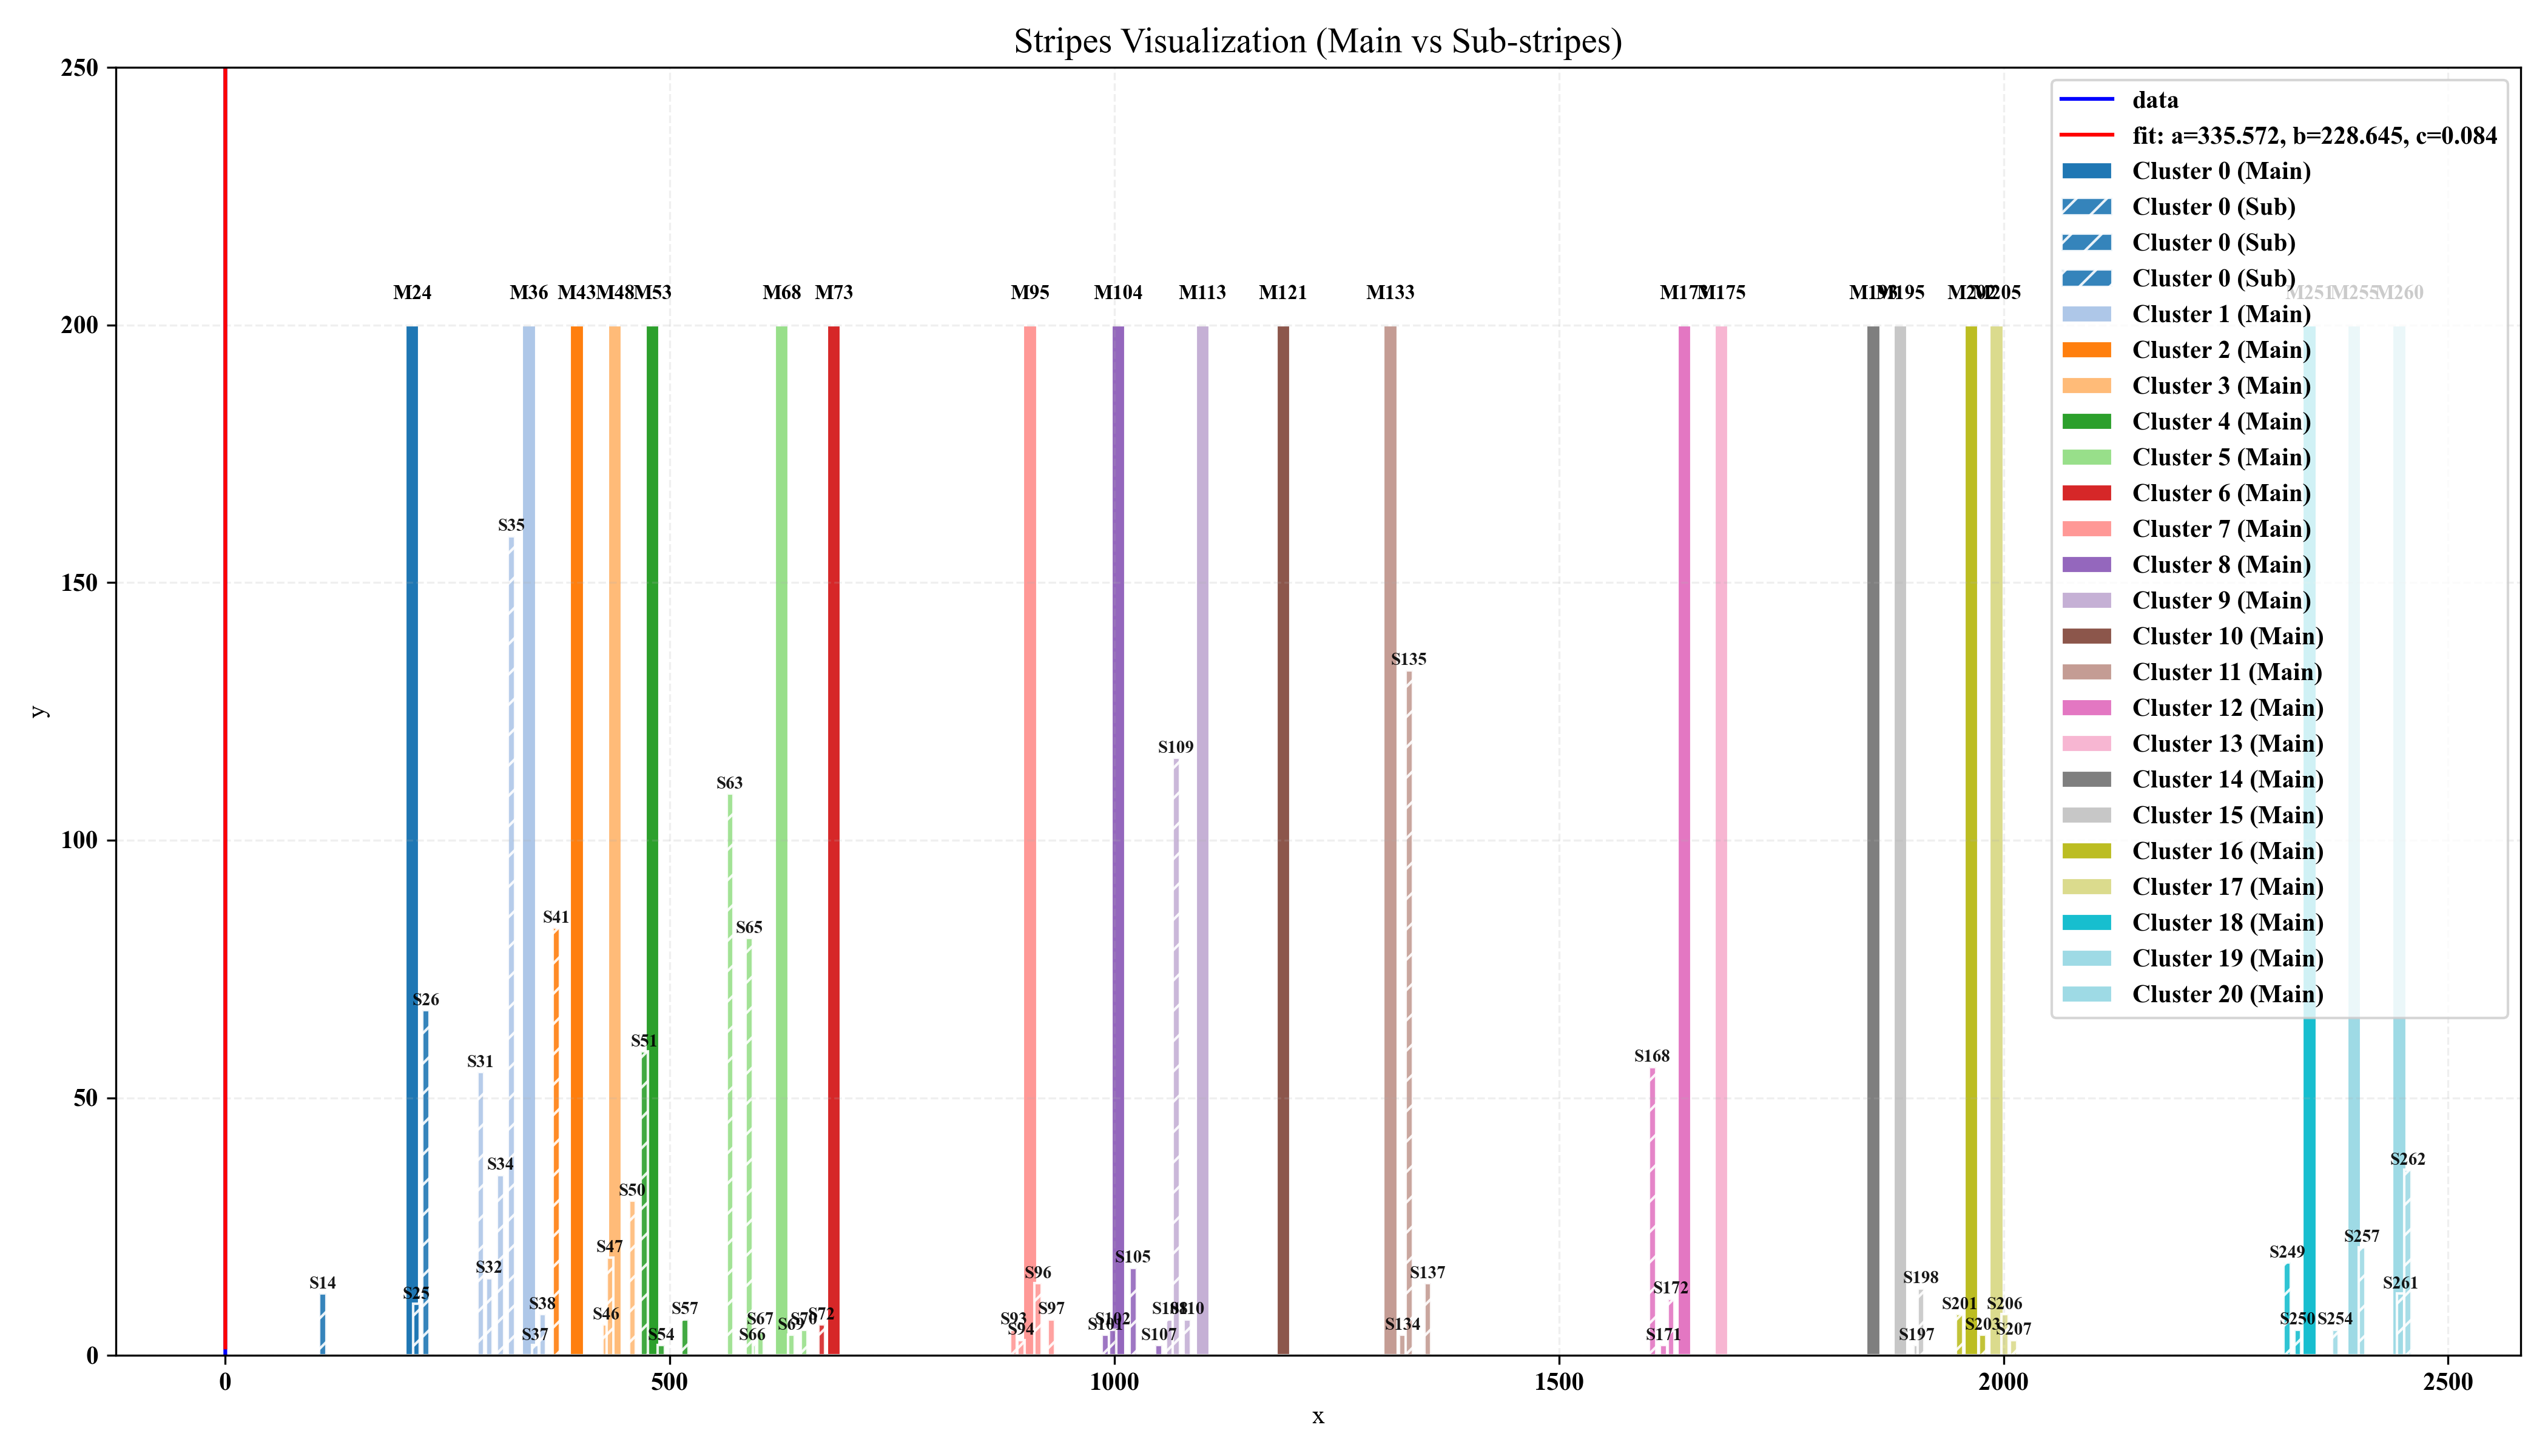 Stripes Visualization (Main vs Sub-stripes)
250
200
150
100
50
0
y
0
500
1000
1500
2000
2500
x
data
fit: a=335.572, b=228.645, c=0.084
Cluster 0 (Main)
Cluster 0 (Sub)
Cluster 0 (Sub)
Cluster 0 (Sub)
Cluster 1 (Main)
Cluster 2 (Main)
Cluster 3 (Main)
Cluster 4 (Main)
Cluster 5 (Main)
Cluster 6 (Main)
Cluster 7 (Main)
Cluster 8 (Main)
Cluster 9 (Main)
Cluster 10 (Main)
Cluster 11 (Main)
Cluster 12 (Main)
Cluster 13 (Main)
Cluster 14 (Main)
Cluster 15 (Main)
Cluster 16 (Main)
Cluster 17 (Main)
Cluster 18 (Main)
Cluster 19 (Main)
Cluster 20 (Main)
M24
M36
M43
M48
M53
M68
M73
M95
M104
M113
M121
M133
M175
M195
M205
M251
M255
M260
S14
S25
S26
S31
S32
S34
S35
S37
S38
S41
S46
S47
S50
S51
S54
S57
S63
S65
S66
S67
S69
S72
S93
S94
S96
S97
S101
S102
S105
S107
S109
S110
S134
S135
S137
S168
S171
S172
S197
S198
S201
S203
S206
S207
S249
S250
S254
S257
S261
S262